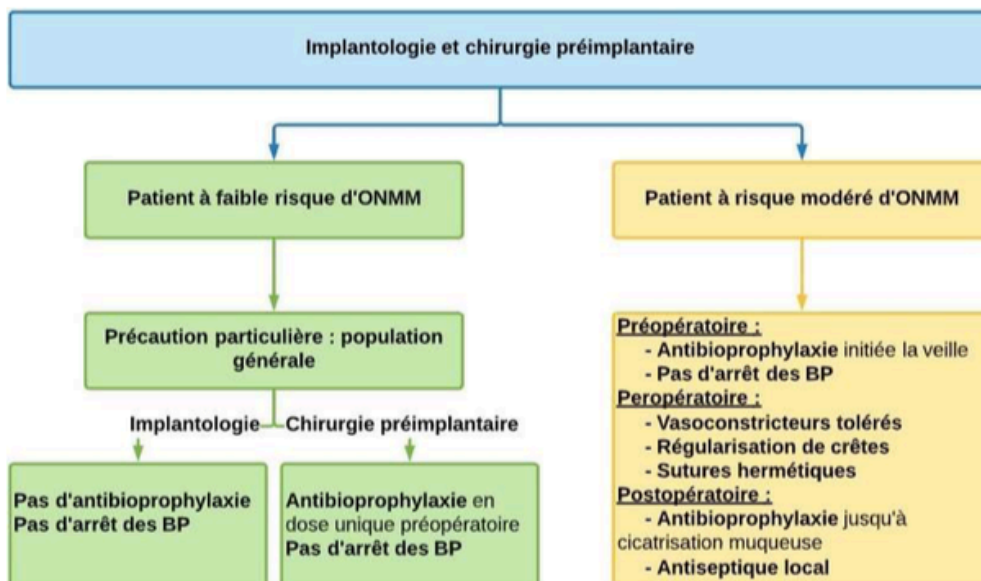 Implantologie et chirurgie préimplantaire
Patient à faible risque d'ONMM
Patient à risque modéré d'ONMM
Précaution particulière : population
générale
Implantologie
Chirurgie préimplantaire
Pas d'antibioprophylaxie
Pas d'arrêt des BP
Antibioprophylaxie en
dose unique préopératoire
Pas d'arrêt des BP
Préopératoire :
- Antibioprophylaxie initiée la veille
- Pas d'arrêt des BP
Peropératoire :
- Vasoconstricteurs tolérés
- Régularisation de crêtes
- Sutures hermétiques
Postopératoire :
- Antibioprophylaxie jusqu'à
cicatrisation muqueuse
- Antiseptique local